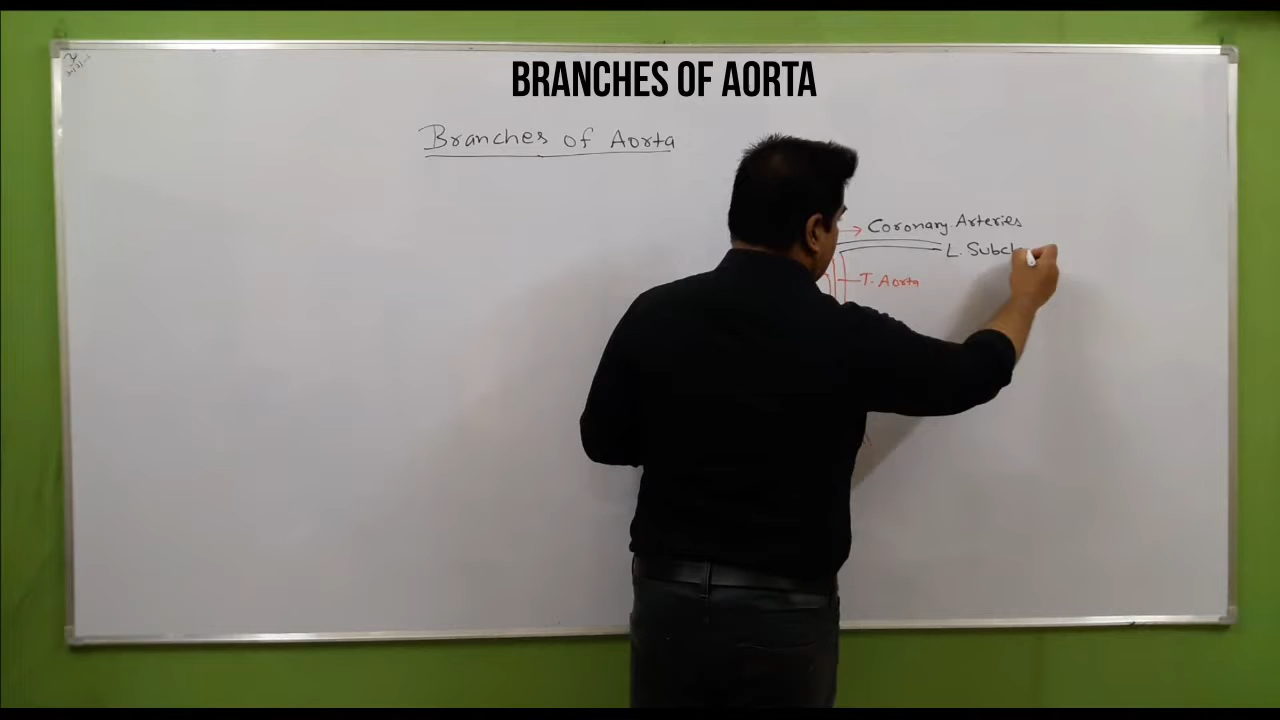 BRANCHES OF AORTA
Branches of Aorta
Coronary Arteries
L. Subcl
T. Aorta